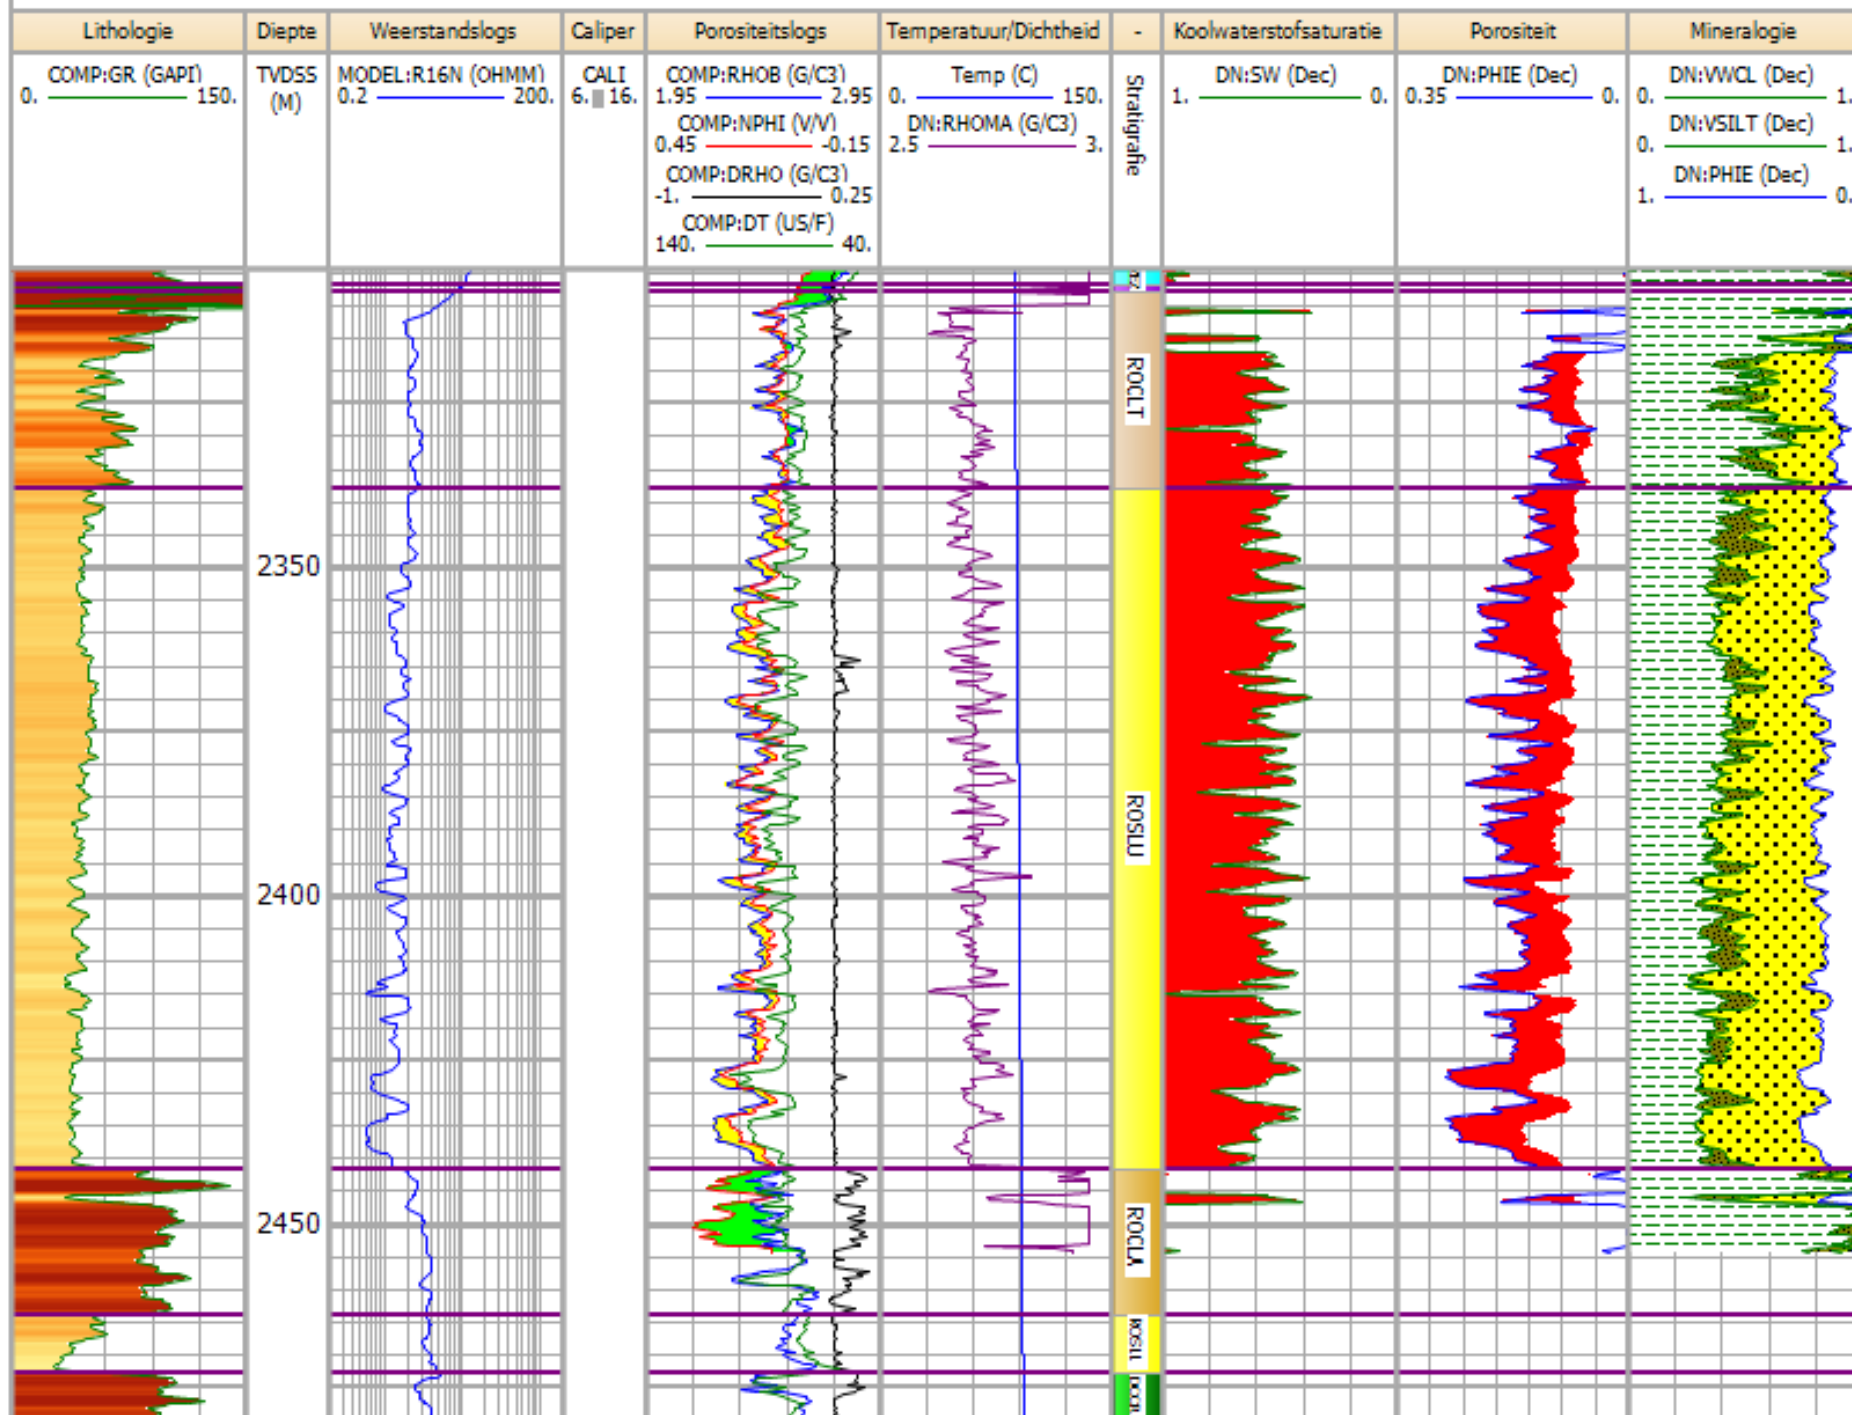 Lithologie Diepte Weerstandslogs Caliper Porositeitslogs Temperatuur/Dichtheid - Koolwaterstofsaturatie Porositeit Mineralogie
COMP:GR (GAPI)
0. 150.
TVDSS
(M)
MODEL:R16N (OHMM)
0.2 200.
CALI
6. 16.
COMP:RHOB (G/C3)
1.95 2.95
COMP:NPHI (V/V)
0.45 -0.15
COMP:DRHO (G/C3)
-1. 0.25
COMP:DT (US/F)
140. 40.
Temp (C)
0. 150.
DN:RHOMA (G/C3)
2.5 3.
Stratigrafie
DN:SW (Dec)
1. 0.
DN:PHIE (Dec)
0.35 0.
DN:VWCL (Dec)
0. 1.
DN:VSILT (Dec)
0. 1.
DN:PHIE (Dec)
1. 0.
2350
2400
2450
ROCLT
ROSLU